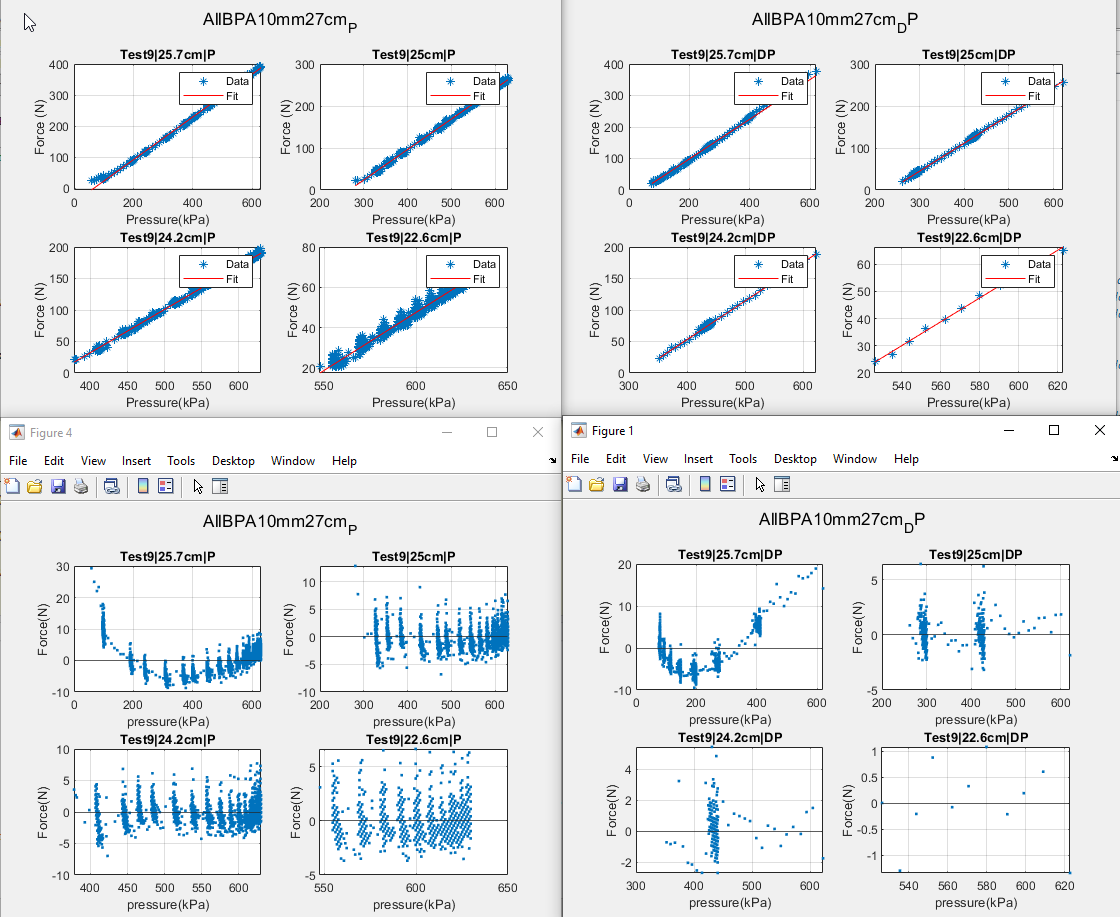 AllBPA10mm27cmP
AllBPA10mm27cmDP
Test9|25.7cm|P
Test9|25cm|P
Test9|25.7cm|DP
Test9|25cm|DP
400
300
200
100
0
Force (N)
Data
Fit
0 200 400 600
Pressure(kPa)
300
200
100
0
Force (N)
Data
Fit
200 300 400 500 600
Pressure(kPa)
400
300
200
100
0
Force (N)
Data
Fit
0 200 400 600
Pressure(kPa)
300
200
100
0
Force (N)
Data
Fit
200 300 400 500 600
Pressure(kPa)
Test9|24.2cm|P
Test9|22.6cm|P
Test9|24.2cm|DP
Test9|22.6cm|DP
200
150
100
50
0
Force (N)
Data
Fit
400 450 500 550 600
Pressure(kPa)
80
60
40
20
Force (N)
Data
Fit
550 600 650
Pressure(kPa)
200
150
100
50
0
Force (N)
Data
Fit
300 400 500 600
Pressure(kPa)
60
50
40
30
20
Force (N)
Data
Fit
540 560 580 600 620
Pressure(kPa)
Figure 4
File Edit View Insert Tools Desktop Window Help
AllBPA10mm27cmP
Test9|25.7cm|P
Test9|25cm|P
30
20
10
0
-10
Force(N)
0 200 400 600
pressure(kPa)
10
5
0
-5
-10
Force(N)
200 300 400 500 600
pressure(kPa)
Test9|24.2cm|P
Test9|22.6cm|P
10
5
0
-5
-10
Force(N)
400 450 500 550 600
pressure(kPa)
5
0
-5
Force(N)
550 600 650
pressure(kPa)
Figure 1
File Edit View Insert Tools Desktop Window Help
AllBPA10mm27cmDP
Test9|25.7cm|DP
Test9|25cm|DP
20
10
0
-10
Force(N)
0 200 400 600
pressure(kPa)
5
0
-5
Force(N)
200 300 400 500 600
pressure(kPa)
Test9|24.2cm|DP
Test9|22.6cm|DP
4
2
0
-2
Force(N)
300 400 500 600
pressure(kPa)
1
0.5
0
-0.5
-1
Force(N)
540 560 580 600 620
pressure(kPa)